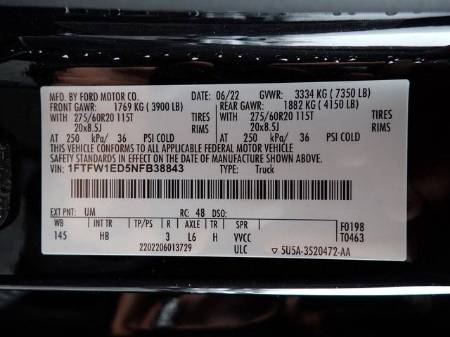 MFD. BY FORD MOTOR CO.
DATE: 06/22 GVWR: 3334 KG ( 7350 LB)
FRONT GAWR: 1769 KG ( 3900 LB) REAR GAWR: 1882 KG ( 4150 LB)
WITH 275/60R20 115T TIRES WITH 275/60R20 115T TIRES
20x8.5J RIMS 20x8.5J RIMS
AT 250 kPa/ 36 PSI COLD AT 250 kPa/ 36 PSI COLD
THIS VEHICLE CONFORMS TO ALL APPLICABLE FEDERAL MOTOR VEHICLE SAFETY AND THEFT PREVENTION STANDARDS IN EFFECT ON THE DATE OF MANUFACTURE SHOWN ABOVE.
VIN: 1FTFW1ED5NFB38843 TYPE: Truck
EXT PNT: UM RC: 48 DSO:
WB INT TR TP/PS R AXLE TR SPR
145 HB 3 L6 H VVCC
2202206013729 ULC
F0198
T0463
5U5A-3520472-AA